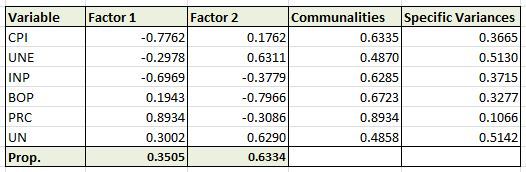 Variable Factor 1 Factor 2 Communalities Specific Variances
CPI -0.7762 0.1762 0.6335 0.3665
UNE -0.2978 0.6311 0.4870 0.5130
INP -0.6969 -0.3779 0.6285 0.3715
BOP 0.1943 -0.7966 0.6723 0.3277
PRC 0.8934 -0.3086 0.8934 0.1066
UN 0.3002 0.6290 0.4858 0.5142
Prop. 0.3505 0.6334